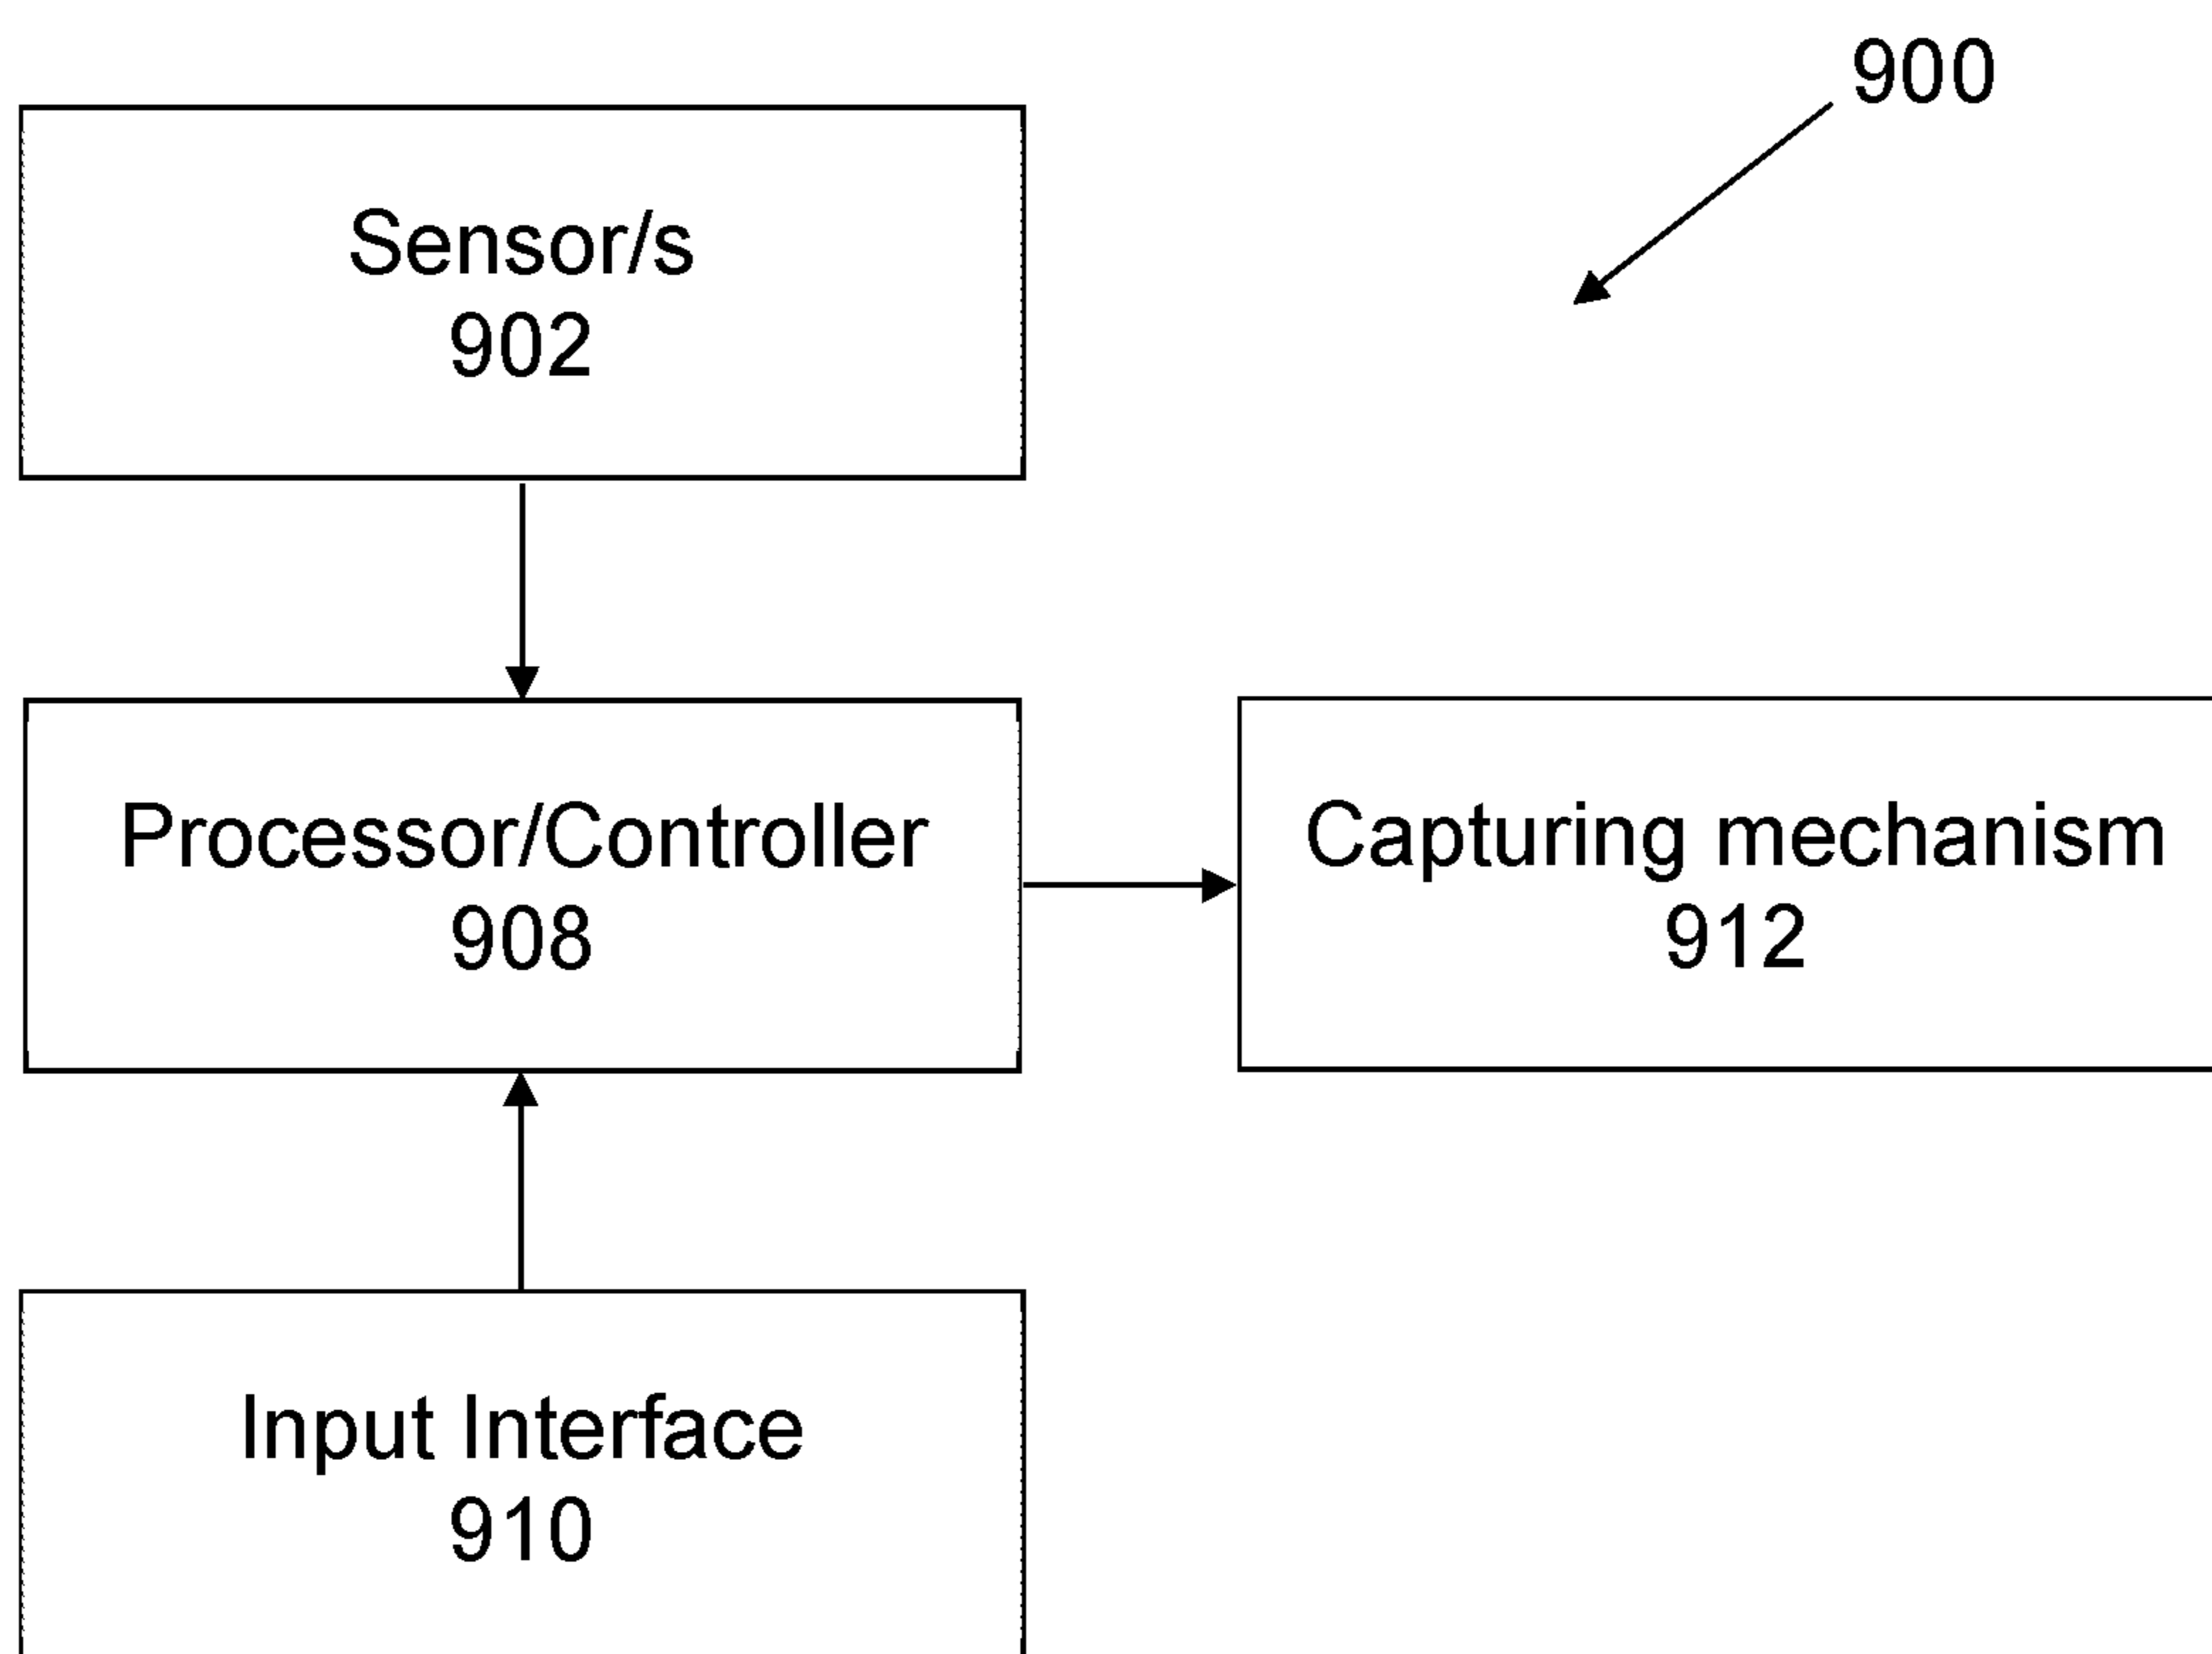 900
Sensor/s
902
Processor/Controller
908
Capturing mechanism
912
Input Interface
910